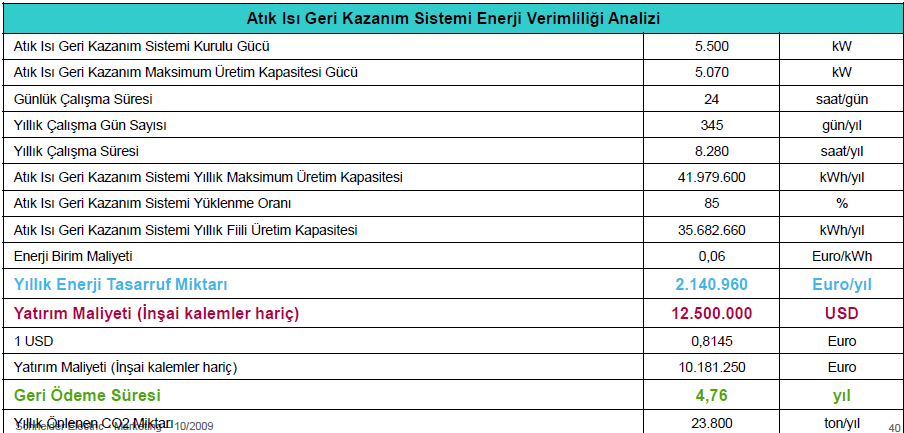 Atık Isı Geri Kazanım Sistemi Enerji Verimliliği Analizi
Atık Isı Geri Kazanım Sistemi Kurulu Gücü 5.500 kW
Atık Isı Geri Kazanım Maksimum Üretim Kapasitesi Gücü 5.070 kW
Günlük Çalışma Süresi 24 saat/gün
Yıllık Çalışma Gün Sayısı 345 gün/yıl
Yıllık Çalışma Süresi 8.280 saat/yıl
Atık Isı Geri Kazanım Sistemi Yıllık Maksimum Üretim Kapasitesi 41.979.600 kWh/yıl
Atık Isı Geri Kazanım Sistemi Yüklenme Oranı 85 %
Atık Isı Geri Kazanım Sistemi Yıllık Fiili Üretim Kapasitesi 35.682.660 kWh/yıl
Enerji Birim Maliyeti 0,06 Euro/kWh
Yıllık Enerji Tasarruf Miktarı 2.140.960 Euro/yıl
Yatırım Maliyeti (İnşai kalemler hariç) 12.500.000 USD
1 USD 0,8145 Euro
Yatırım Maliyeti (İnşai kalemler hariç) 10.181.250 Euro
Geri Ödeme Süresi 4,76 yıl
Yıllık Önlenen CO2 Miktarı 23.800 ton/yıl
Schneider Electric - Marketing – 10/2009 40